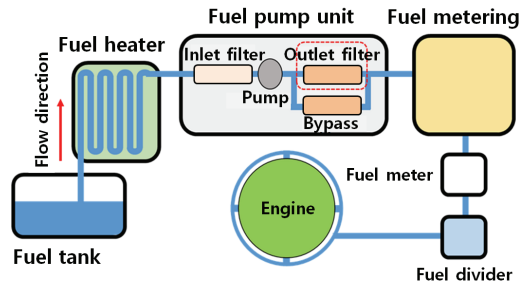 Fuel pump unit
Fuel metering
Fuel heater
Inlet filter
Outlet filter
Pump
Bypass
Flow direction
Fuel tank
Engine
Fuel meter
Fuel divider